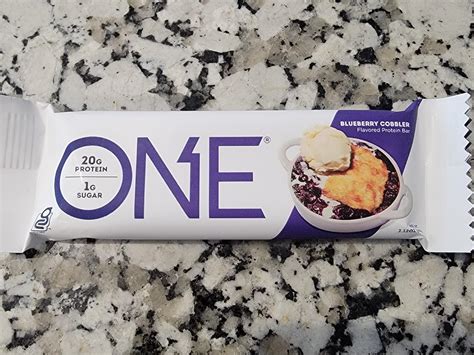 20G
PROTEIN
1G
SUGAR
ONE®
BLUEBERRY COBBLER
Flavored Protein Bar